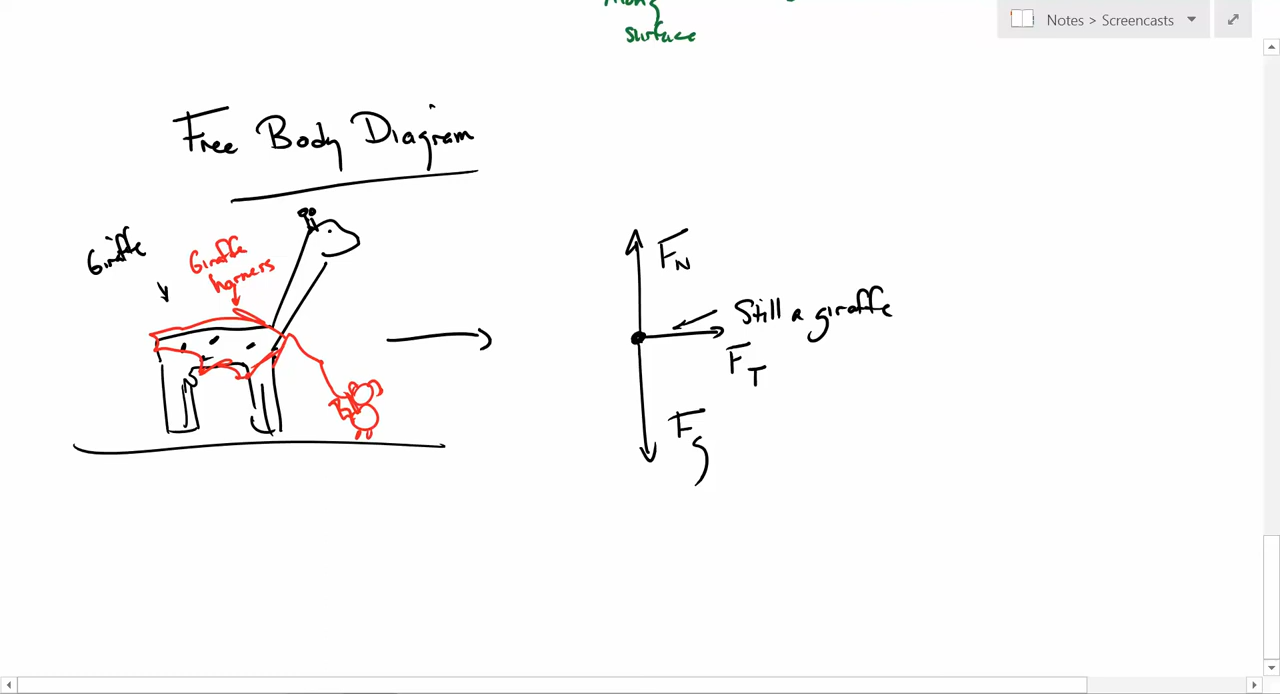 surface
Notes > Screencasts
Free Body Diagram
Giraffe
Giraffe
harness
F_N
Still a giraffe
F_T
F_g